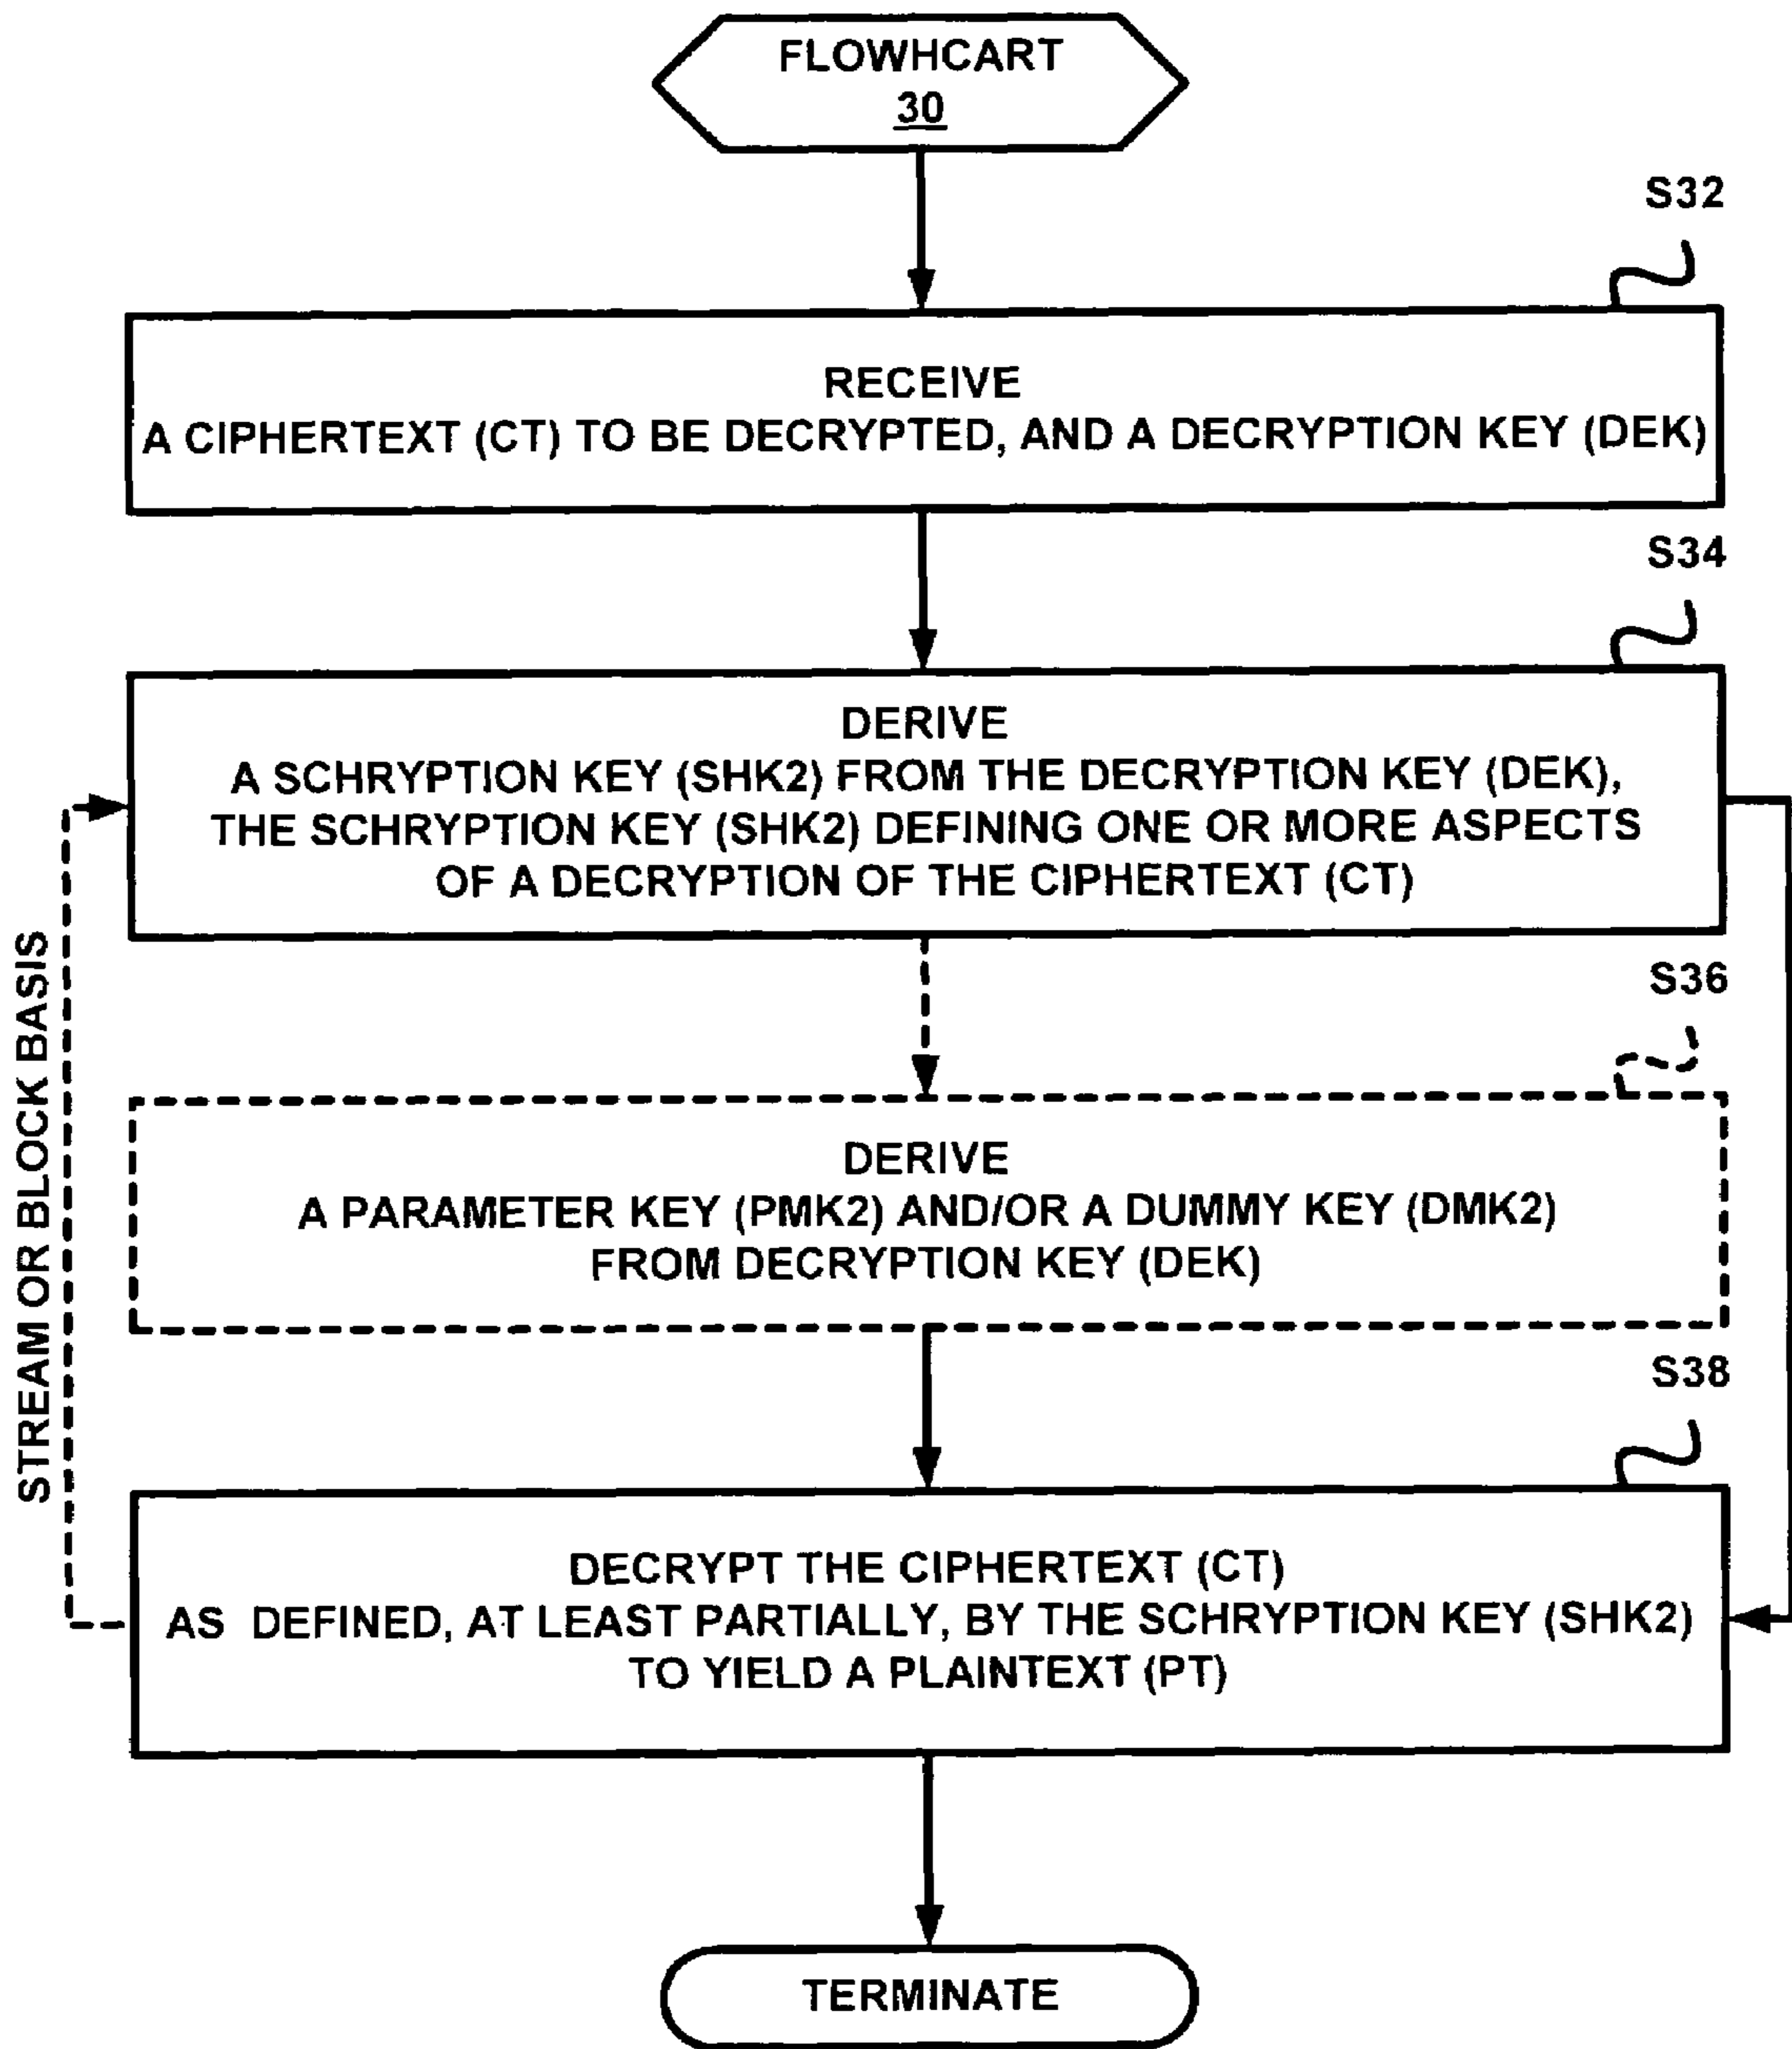 FLOWHCART
30
S32
RECEIVE
A CIPHERTEXT (CT) TO BE DECRYPTED, AND A DECRYPTION KEY (DEK)
S34
DERIVE
A SCHRYPTION KEY (SHK2) FROM THE DECRYPTION KEY (DEK),
THE SCHRYPTION KEY (SHK2) DEFINING ONE OR MORE ASPECTS
OF A DECRYPTION OF THE CIPHERTEXT (CT)
STREAM OR BLOCK BASIS
S36
DERIVE
A PARAMETER KEY (PMK2) AND/OR A DUMMY KEY (DMK2)
FROM DECRYPTION KEY (DEK)
S38
DECRYPT THE CIPHERTEXT (CT)
AS DEFINED, AT LEAST PARTIALLY, BY THE SCHRYPTION KEY (SHK2)
TO YIELD A PLAINTEXT (PT)
TERMINATE